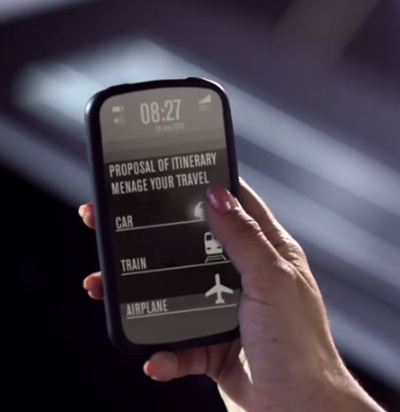 08:27
PROPOSAL OF ITINERARY
MENAGE YOUR TRAVEL
CAR
TRAIN
AIRPLANE